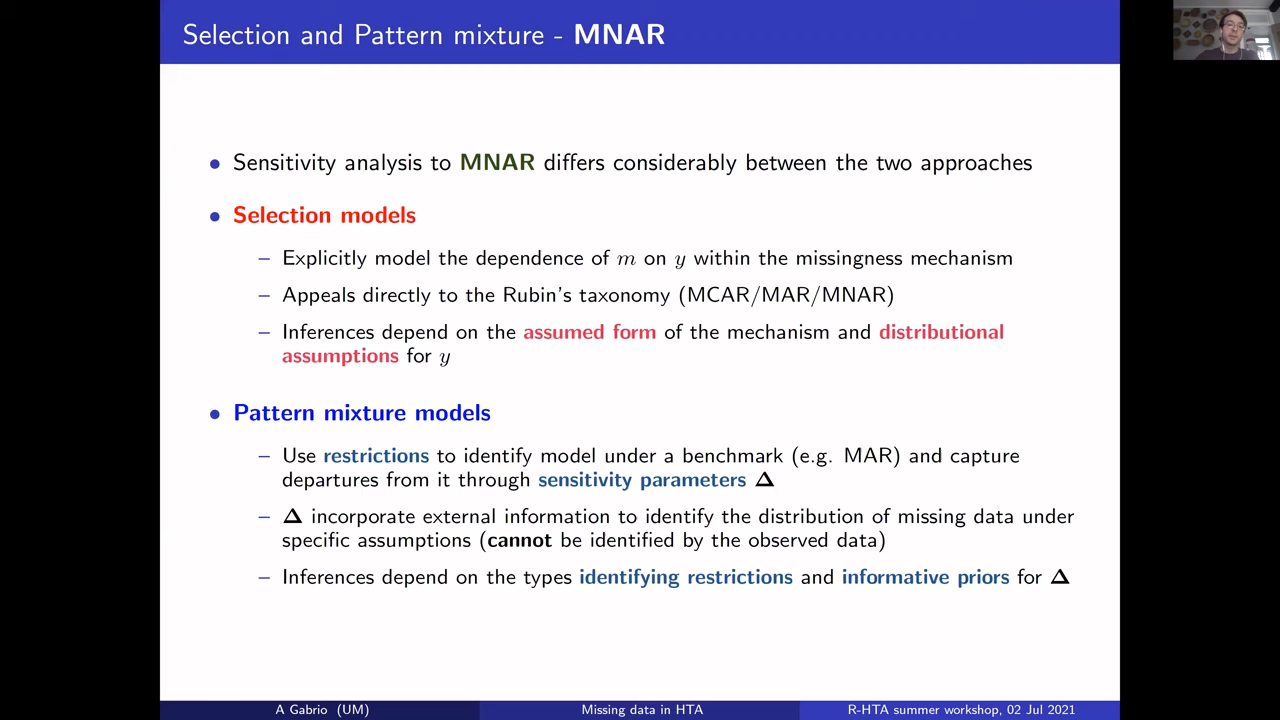 Selection and Pattern mixture - MNAR
• Sensitivity analysis to MNAR differs considerably between the two approaches
• Selection models
– Explicitly model the dependence of m on y within the missingness mechanism
– Appeals directly to the Rubin's taxonomy (MCAR/MAR/MNAR)
– Inferences depend on the assumed form of the mechanism and distributional
assumptions for y
• Pattern mixture models
– Use restrictions to identify model under a benchmark (e.g. MAR) and capture
departures from it through sensitivity parameters Δ
– Δ incorporate external information to identify the distribution of missing data under
specific assumptions (cannot be identified by the observed data)
– Inferences depend on the types identifying restrictions and informative priors for Δ
A Gabrio (UM) Missing data in HTA R-HTA summer workshop, 02 Jul 2021